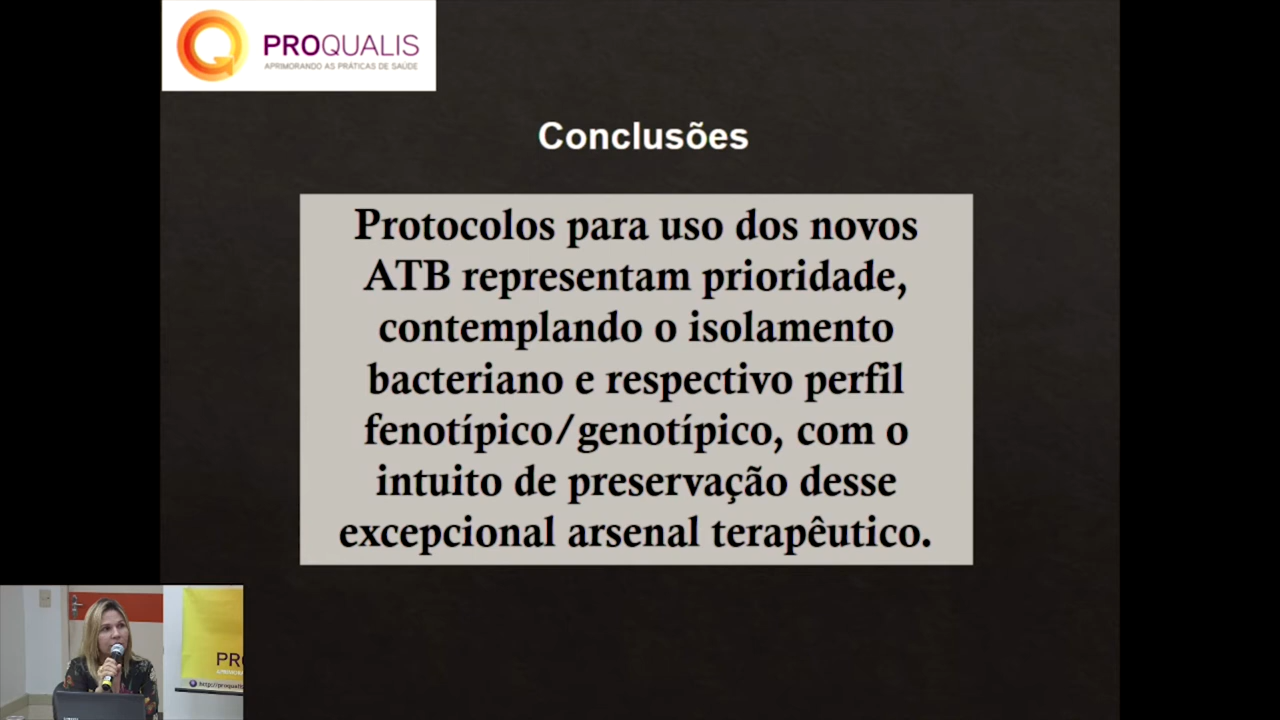 PROQUALIS
APRIMORANDO AS PRÁTICAS DE SAÚDE
Conclusões
Protocolos para uso dos novos
ATB representam prioridade,
contemplando o isolamento
bacteriano e respectivo perfil
fenotípico/genotípico, com o
intuito de preservação desse
excepcional arsenal terapêutico.
PR